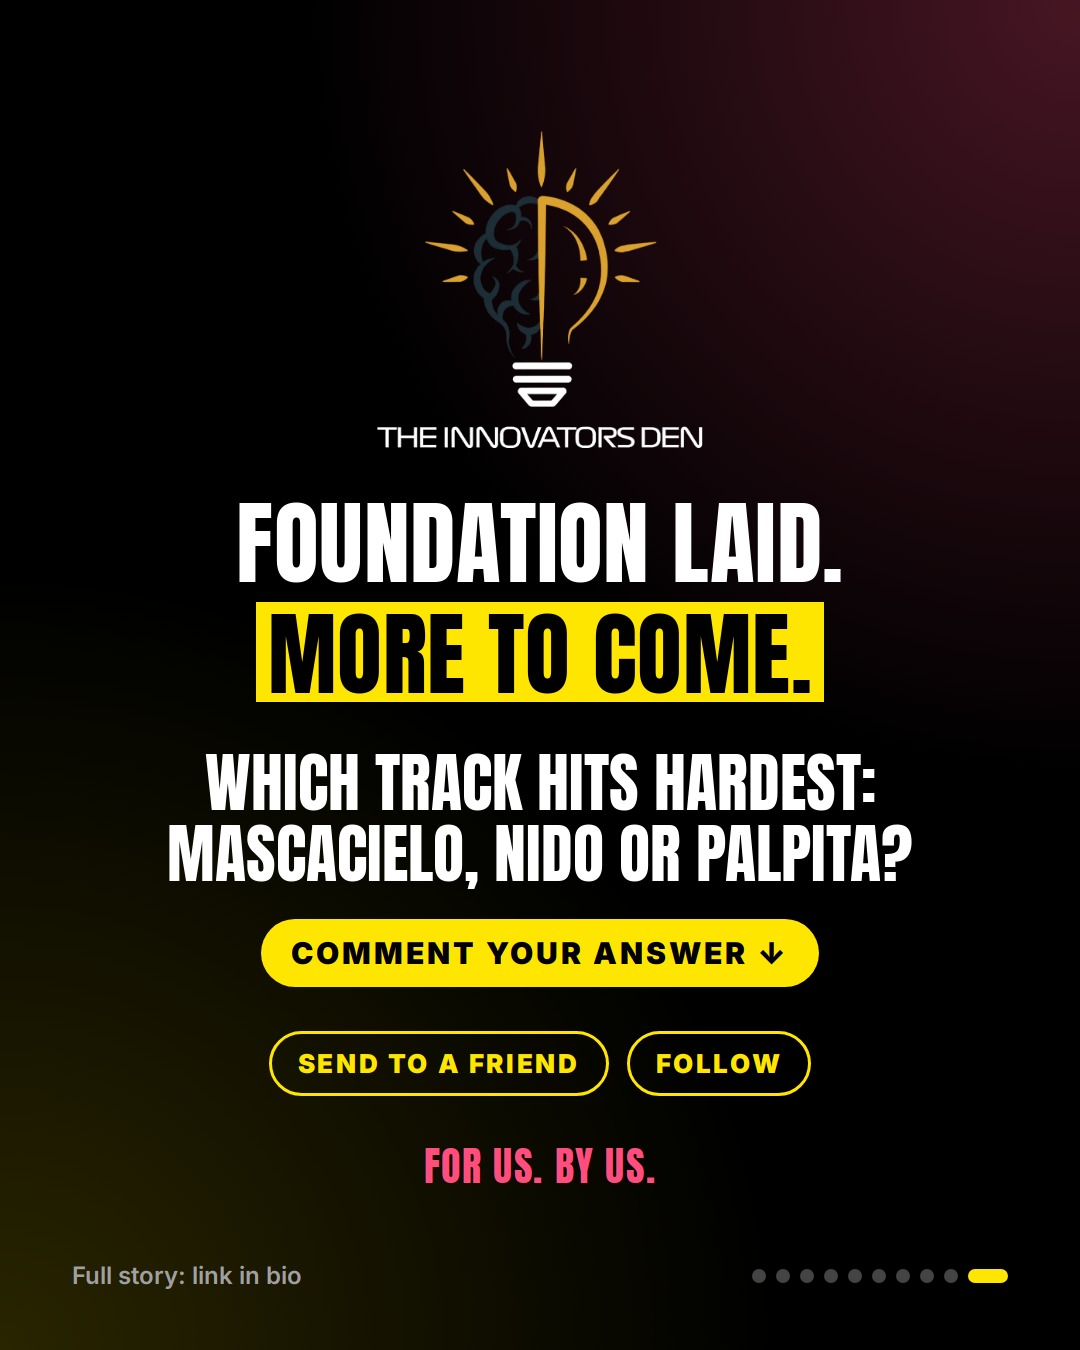 THE INNOVATORS DEN
FOUNDATION LAID.
MORE TO COME.
WHICH TRACK HITS HARDEST:
MASCACIELO, NIDO OR PALPITA?
COMMENT YOUR ANSWER ↓
SEND TO A FRIEND
FOLLOW
FOR US. BY US.
Full story: link in bio